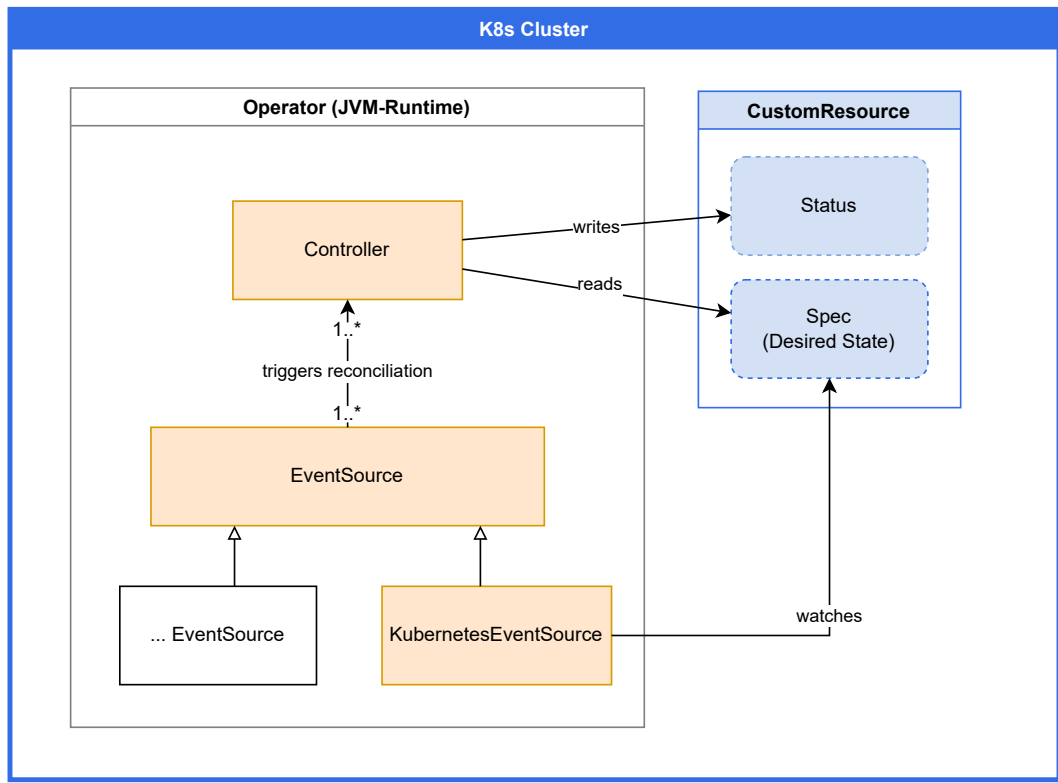 K8s Cluster
Operator (JVM-Runtime)
CustomResource
Status
Controller
writes
reads
Spec
(Desired State)
1..*
triggers reconciliation
1..*
EventSource
... EventSource
KubernetesEventSource
watches